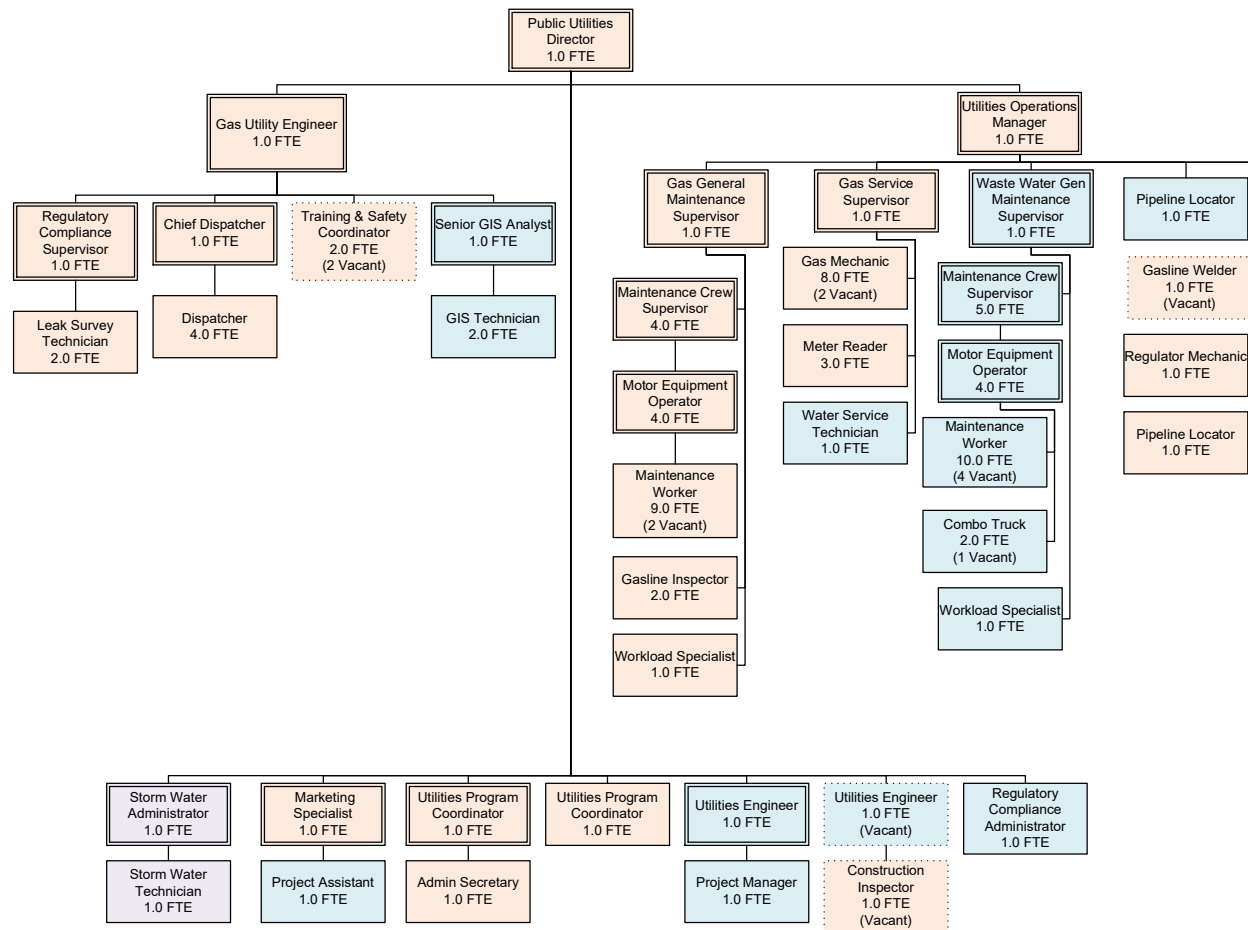 Public Utilities
Director
1.0 FTE
Gas Utility Engineer
1.0 FTE
Utilities Operations
Manager
1.0 FTE
Regulatory
Compliance
Supervisor
1.0 FTE
Chief Dispatcher
1.0 FTE
Training & Safety
Coordinator
2.0 FTE
(2 Vacant)
Senior GIS Analyst
1.0 FTE
Leak Survey
Technician
2.0 FTE
Dispatcher
4.0 FTE
GIS Technician
2.0 FTE
Gas General
Maintenance
Supervisor
1.0 FTE
Gas Service
Supervisor
1.0 FTE
Waste Water Gen
Maintenance
Supervisor
1.0 FTE
Pipeline Locator
1.0 FTE
Maintenance Crew
Supervisor
4.0 FTE
Motor Equipment
Operator
4.0 FTE
Maintenance
Worker
9.0 FTE
(2 Vacant)
Gasline Inspector
2.0 FTE
Workload Specialist
1.0 FTE
Gas Mechanic
8.0 FTE
(2 Vacant)
Meter Reader
3.0 FTE
Water Service
Technician
1.0 FTE
Maintenance Crew
Supervisor
5.0 FTE
Motor Equipment
Operator
4.0 FTE
Maintenance
Worker
10.0 FTE
(4 Vacant)
Combo Truck
2.0 FTE
(1 Vacant)
Workload Specialist
1.0 FTE
Gasline Welder
1.0 FTE
(Vacant)
Regulator Mechanic
1.0 FTE
Pipeline Locator
1.0 FTE
Storm Water
Administrator
1.0 FTE
Marketing
Specialist
1.0 FTE
Utilities Program
Coordinator
1.0 FTE
Utilities Program
Coordinator
1.0 FTE
Utilities Engineer
1.0 FTE
Utilities Engineer
1.0 FTE
(Vacant)
Regulatory
Compliance
Administrator
1.0 FTE
Storm Water
Technician
1.0 FTE
Project Assistant
1.0 FTE
Admin Secretary
1.0 FTE
Project Manager
1.0 FTE
Construction
Inspector
1.0 FTE
(Vacant)